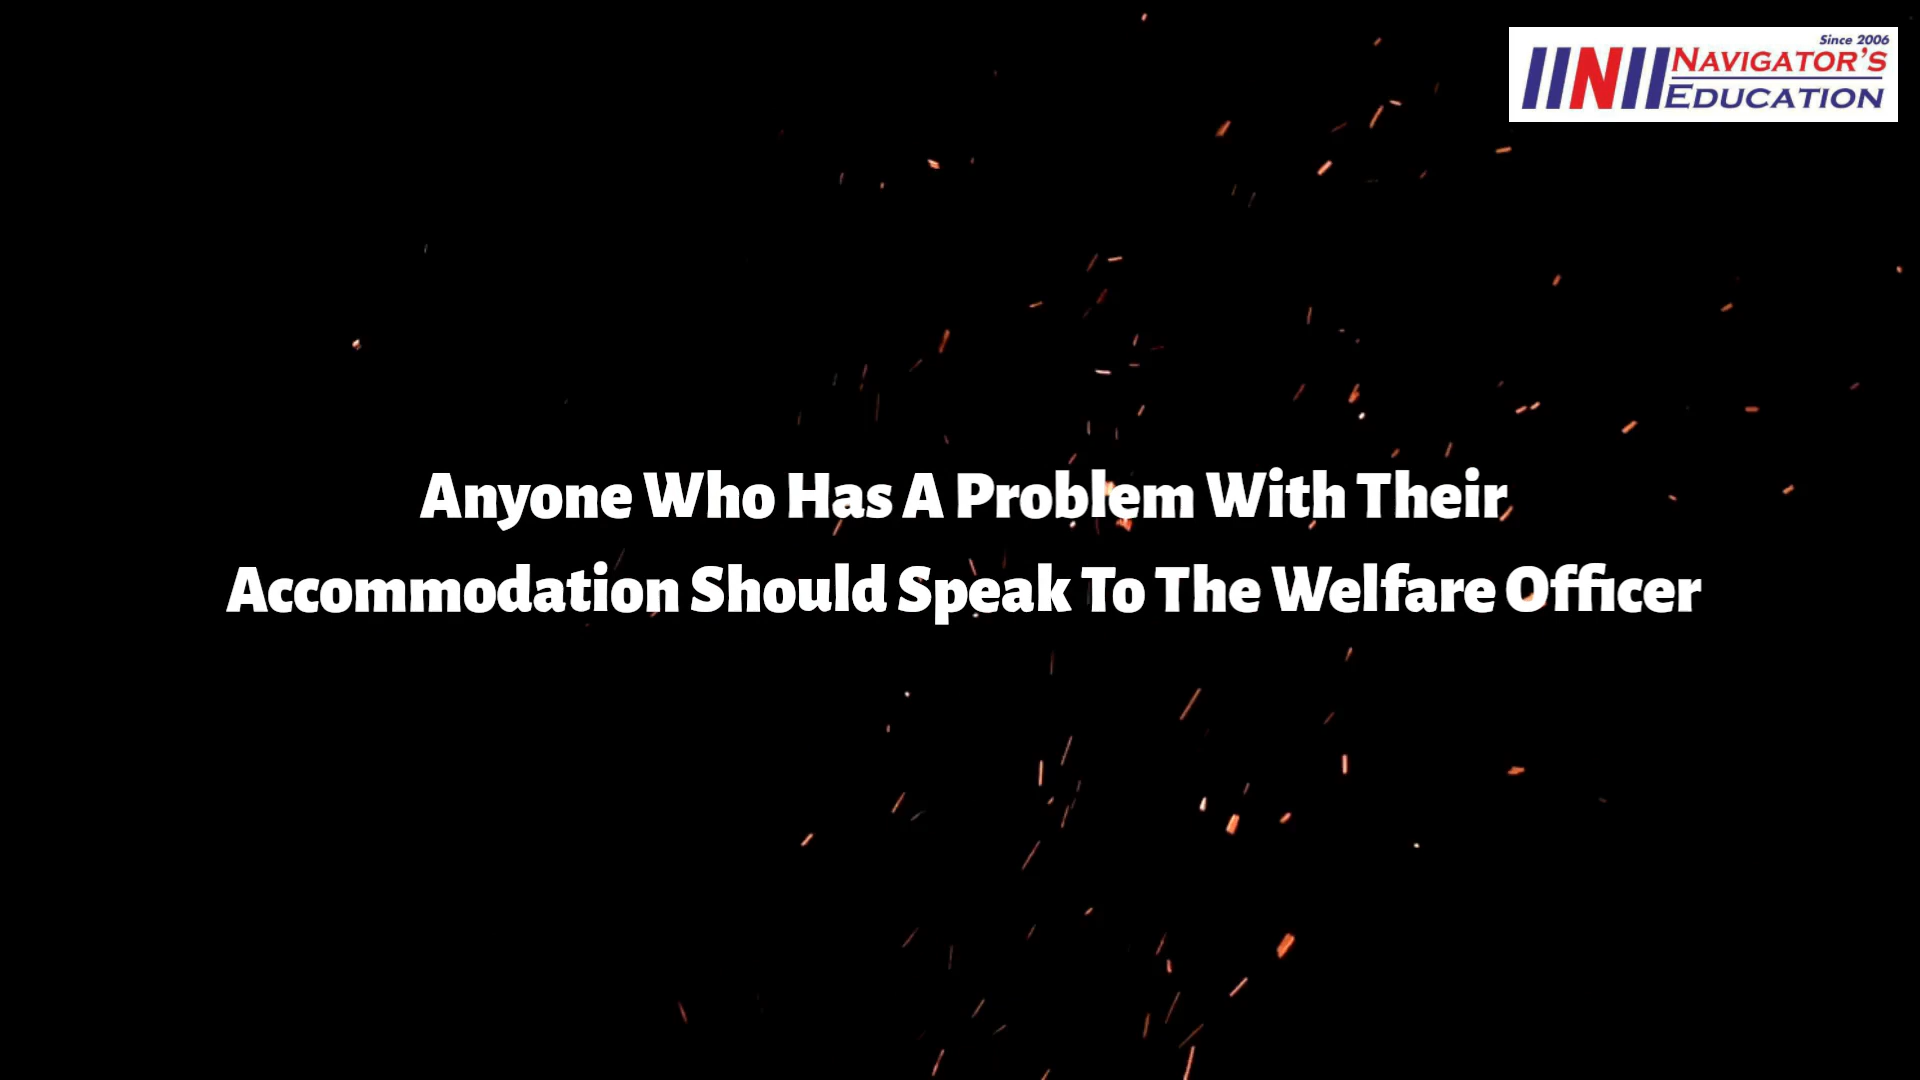 Since 2006
NAVIGATOR'S
EDUCATION
Anyone Who Has A Problem With Their
Accommodation Should Speak To The Welfare Officer